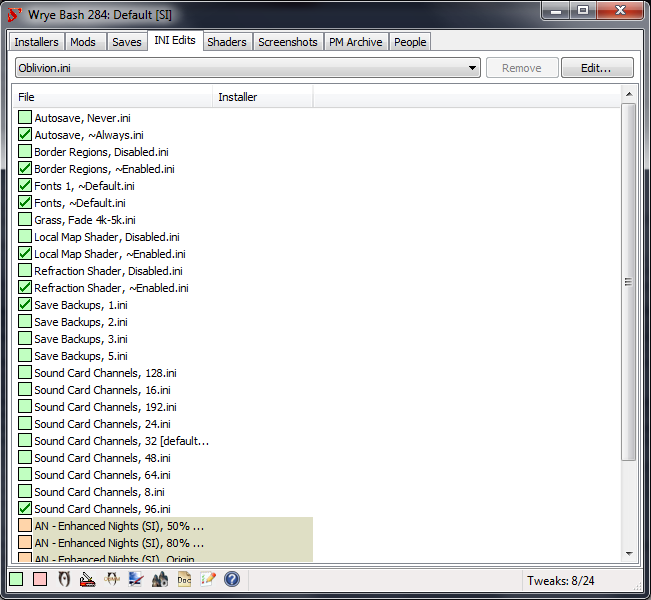 Wrye Bash 284: Default [SI]
Installers Mods Saves INI Edits Shaders Screenshots PM Archive People
Oblivion.ini Remove Edit...
File Installer
Autosave, Never.ini
Autosave, ~Always.ini
Border Regions, Disabled.ini
Border Regions, ~Enabled.ini
Fonts 1, ~Default.ini
Fonts, ~Default.ini
Grass, Fade 4k-5k.ini
Local Map Shader, Disabled.ini
Local Map Shader, ~Enabled.ini
Refraction Shader, Disabled.ini
Refraction Shader, ~Enabled.ini
Save Backups, 1.ini
Save Backups, 2.ini
Save Backups, 3.ini
Save Backups, 5.ini
Sound Card Channels, 128.ini
Sound Card Channels, 16.ini
Sound Card Channels, 192.ini
Sound Card Channels, 24.ini
Sound Card Channels, 32 [default...
Sound Card Channels, 48.ini
Sound Card Channels, 64.ini
Sound Card Channels, 8.ini
Sound Card Channels, 96.ini
AN - Enhanced Nights (SI), 50% ...
AN - Enhanced Nights (SI), 80% ...
AN - Enhanced Nights (SI), Origin...
Doc
Tweaks: 8/24